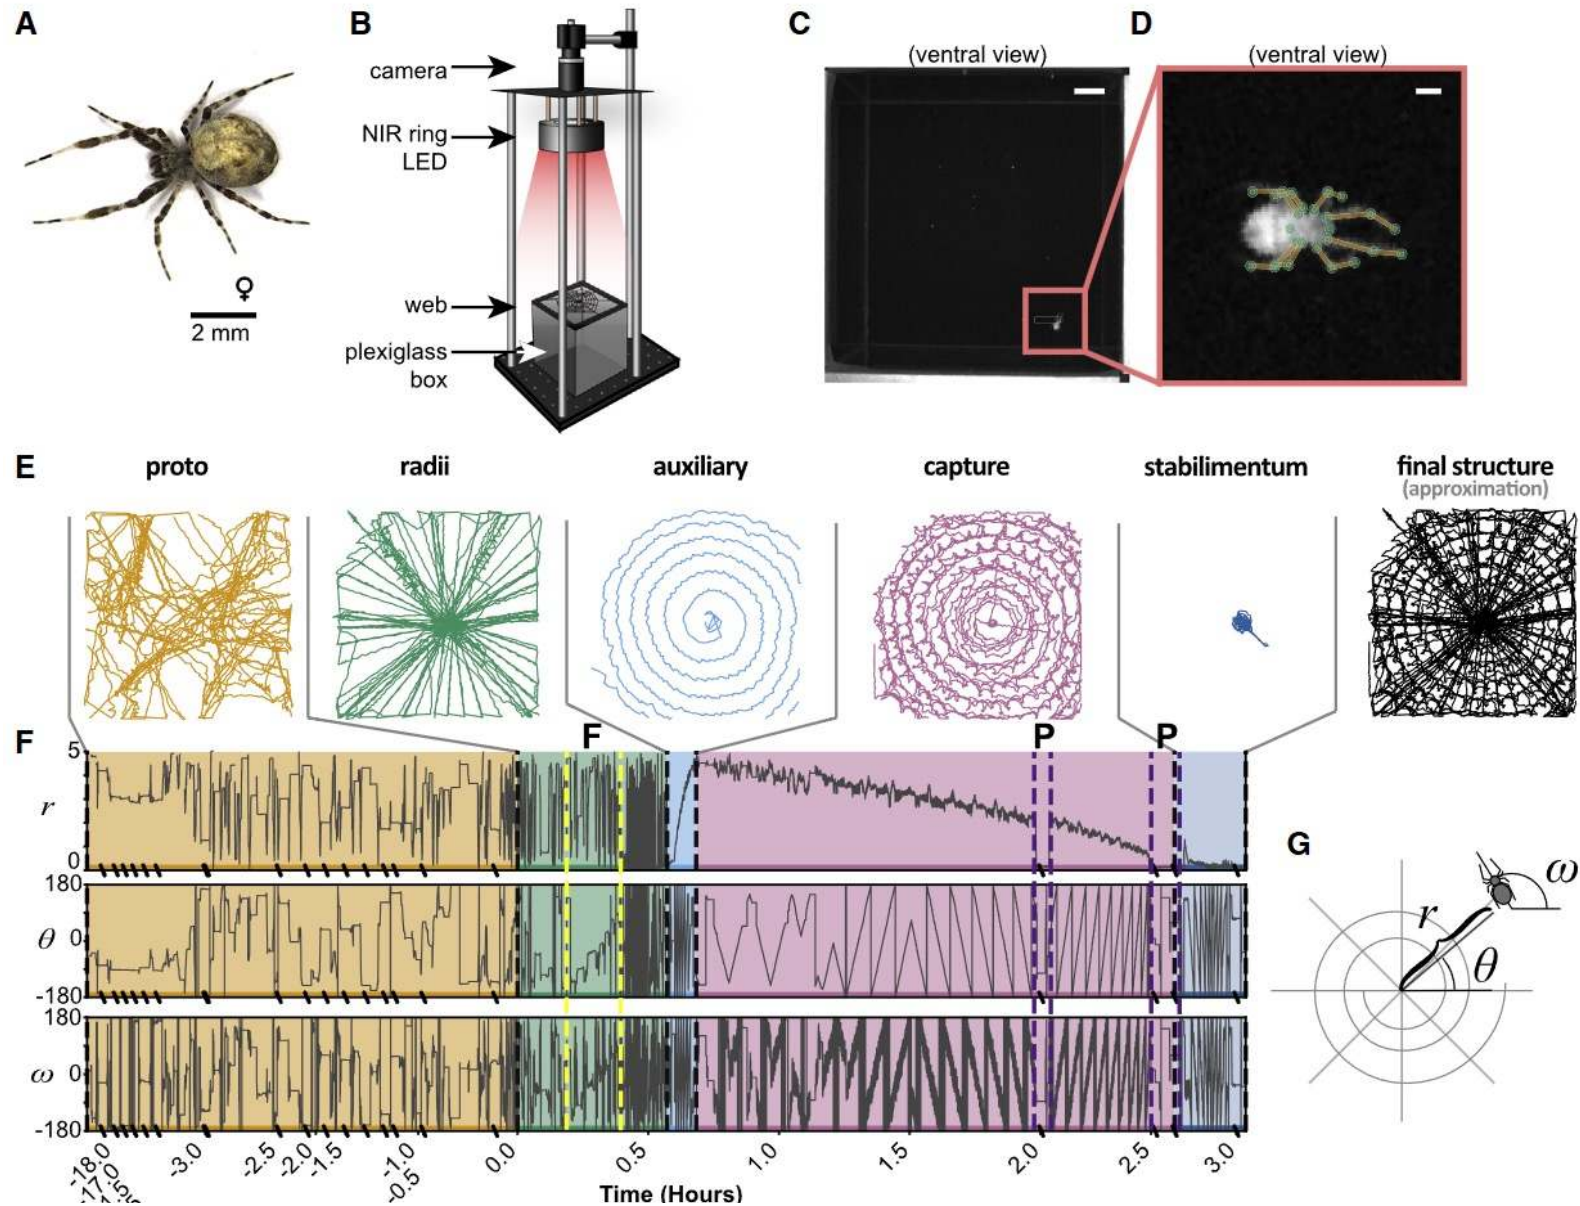 A
B
C
D
(ventral view)
(ventral view)
camera
NIR ring
LED
web
plexiglass
box
♀
2 mm
E
proto
radii
auxiliary
capture
stabilimentum
final structure
(approximation)
F
F
P
P
5
r
0
180
θ
0
-180
180
ω
0
-180
-18.0
-17.0
-3.0
-2.5
-2.0
-1.5
-1.0
-0.5
0.0
0.5
1.0
1.5
2.0
2.5
3.0
Time (Hours)
G
r
θ
ω